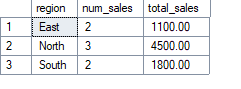 region num_sales total_sales
1 East 2 1100.00
2 North 3 4500.00
3 South 2 1800.00